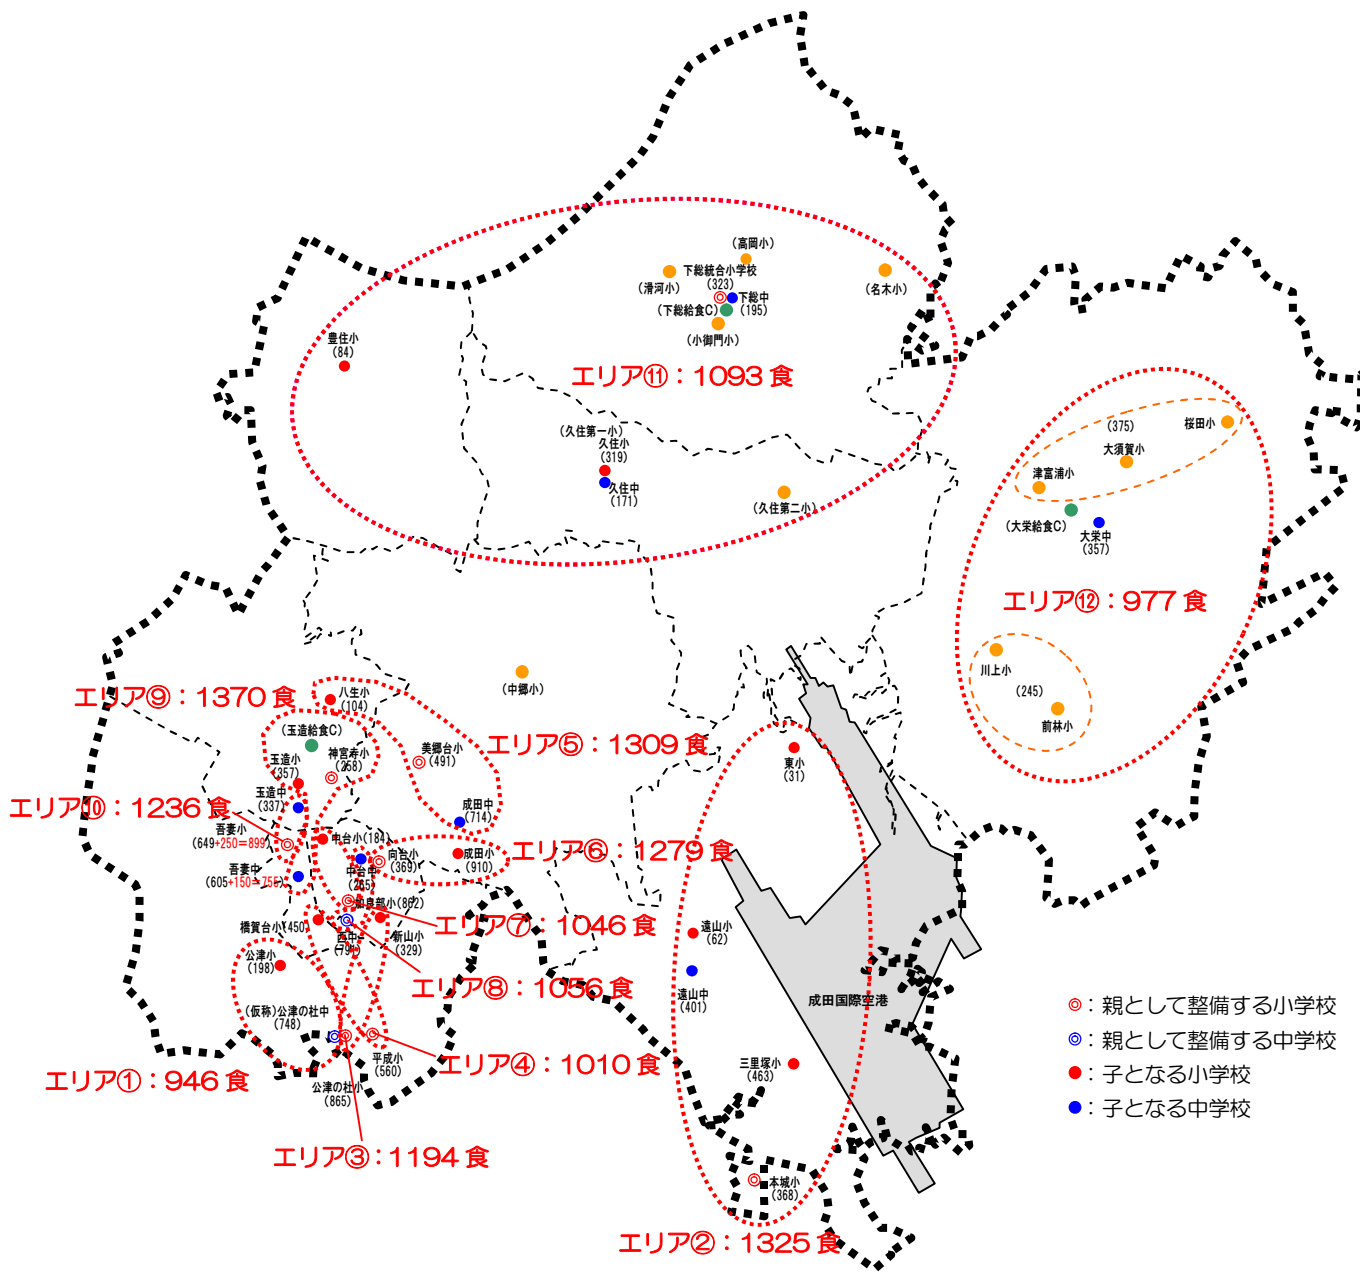 (高岡小)
下総統合小学校
(323)
(滑河小)
(名木小)
下総中
(195)
(下総給食C)
(小御門小)
豊住小
(84)
エリア⑪：1093食
(久住第一小)
久住小
(319)
久住中
(171)
(久住第二小)
(375)
桜田小
大須賀小
津富浦小
(大栄給食C)
大栄中
(357)
エリア⑫：977食
川上小
(245)
前林小
(中郷小)
エリア⑨：1370食
八生小
(104)
(玉造給食C)
神宮寺小
(258)
玉造小
(357)
玉造中
(337)
美郷台小
(491)
エリア⑤：1309食
成田中
(714)
東小
(31)
エリア⑩：1236食
吾妻小
(649+250=899)
吾妻中
(605+150=755)
中台小(184)
中台中
(265)
向台小
(369)
成田小
(910)
エリア⑥：1279食
加良部小(862)
エリア⑦：1046食
橋賀台小(450)
西中
(791)
新山小
(329)
公津小
(198)
エリア⑧：1056食
(仮称)公津の杜中
(748)
平成小
(560)
公津の杜小
(865)
エリア④：1010食
エリア①：946食
エリア③：1194食
遠山小
(62)
遠山中
(401)
成田国際空港
三里塚小
(463)
本城小
(368)
エリア②：1325食
◎：親として整備する小学校
◎：親として整備する中学校
●：子となる小学校
●：子となる中学校